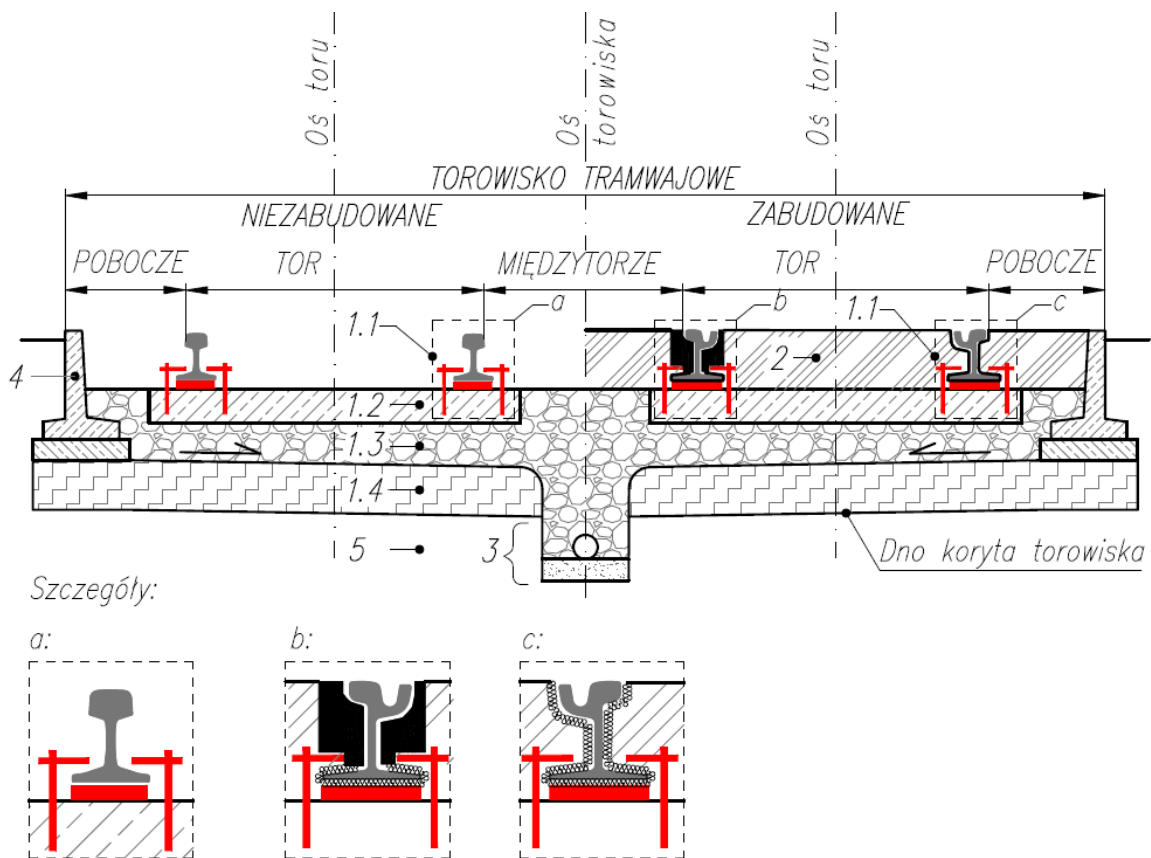 Oś toru
Oś torowiska
Oś toru
TOROWISKO TRAMWAJOWE
NIEZABUDOWANE
ZABUDOWANE
POBOCZE
TOR
MIĘDZYTORZE
TOR
POBOCZE
a
b
c
1.1
1.1
2
4
1.2
1.3
1.4
5
3
Dno koryta torowiska
Szczegóły:
a:
b:
c: